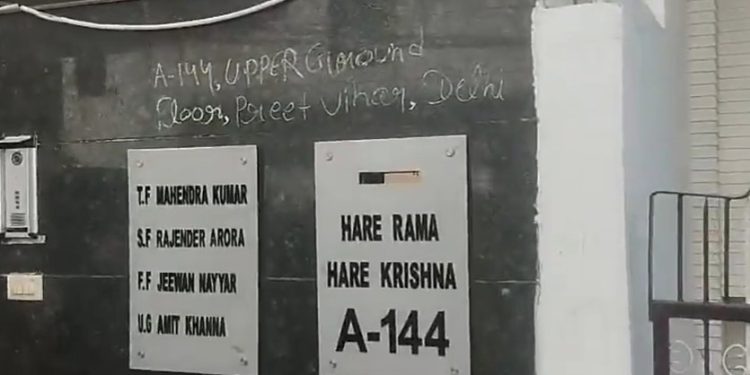 A-144, UPPER Ground
Floor, Preet Vihar, Delhi
T.F MAHENDRA KUMAR
S.F RAJENDER ARORA
F.F JEEWAN NAYYAR
U.G AMIT KHANNA
HARE RAMA
HARE KRISHNA
A-144